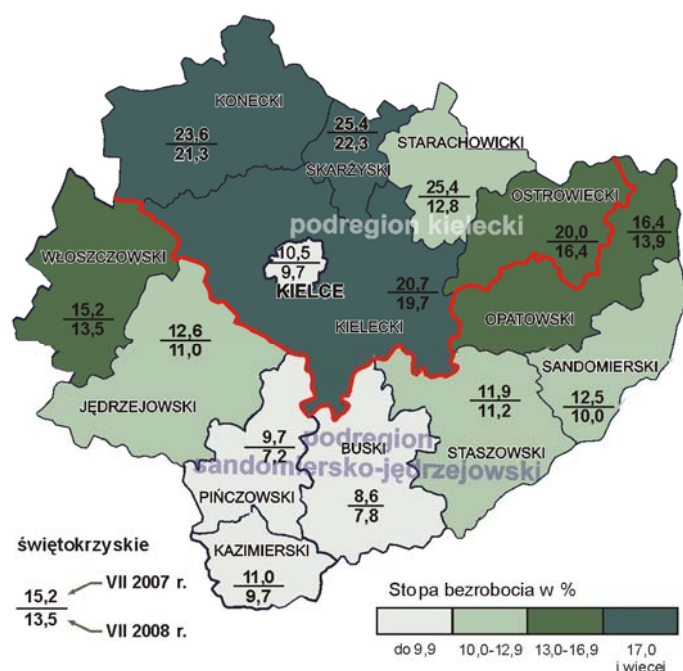 KONECKI
23,6
21,3
25,4
22,3
SKARŻYSKI
STARACHOWICKI
25,4
12,8
OSTROWIECKI
podregion kielecki
20,0
16,4
16,4
13,9
WŁOSZCZOWSKI
15,2
13,5
10,5
9,7
KIELCE
20,7
19,7
KIELECKI
OPATOWSKI
12,6
11,0
JĘDRZEJOWSKI
SANDOMIERSKI
12,5
10,0
11,9
11,2
STASZOWSKI
podregion
sandomiersko-jędrzejowski
9,7
7,2
PIŃCZOWSKI
BUSKI
8,6
7,8
KAZIMIERSKI
11,0
9,7
świętokrzyskie
15,2
13,5
VII 2007 r.
VII 2008 r.
Stopa bezrobocia w %
do 9,9
10,0-12,9
13,0-16,9
17,0
i więcej